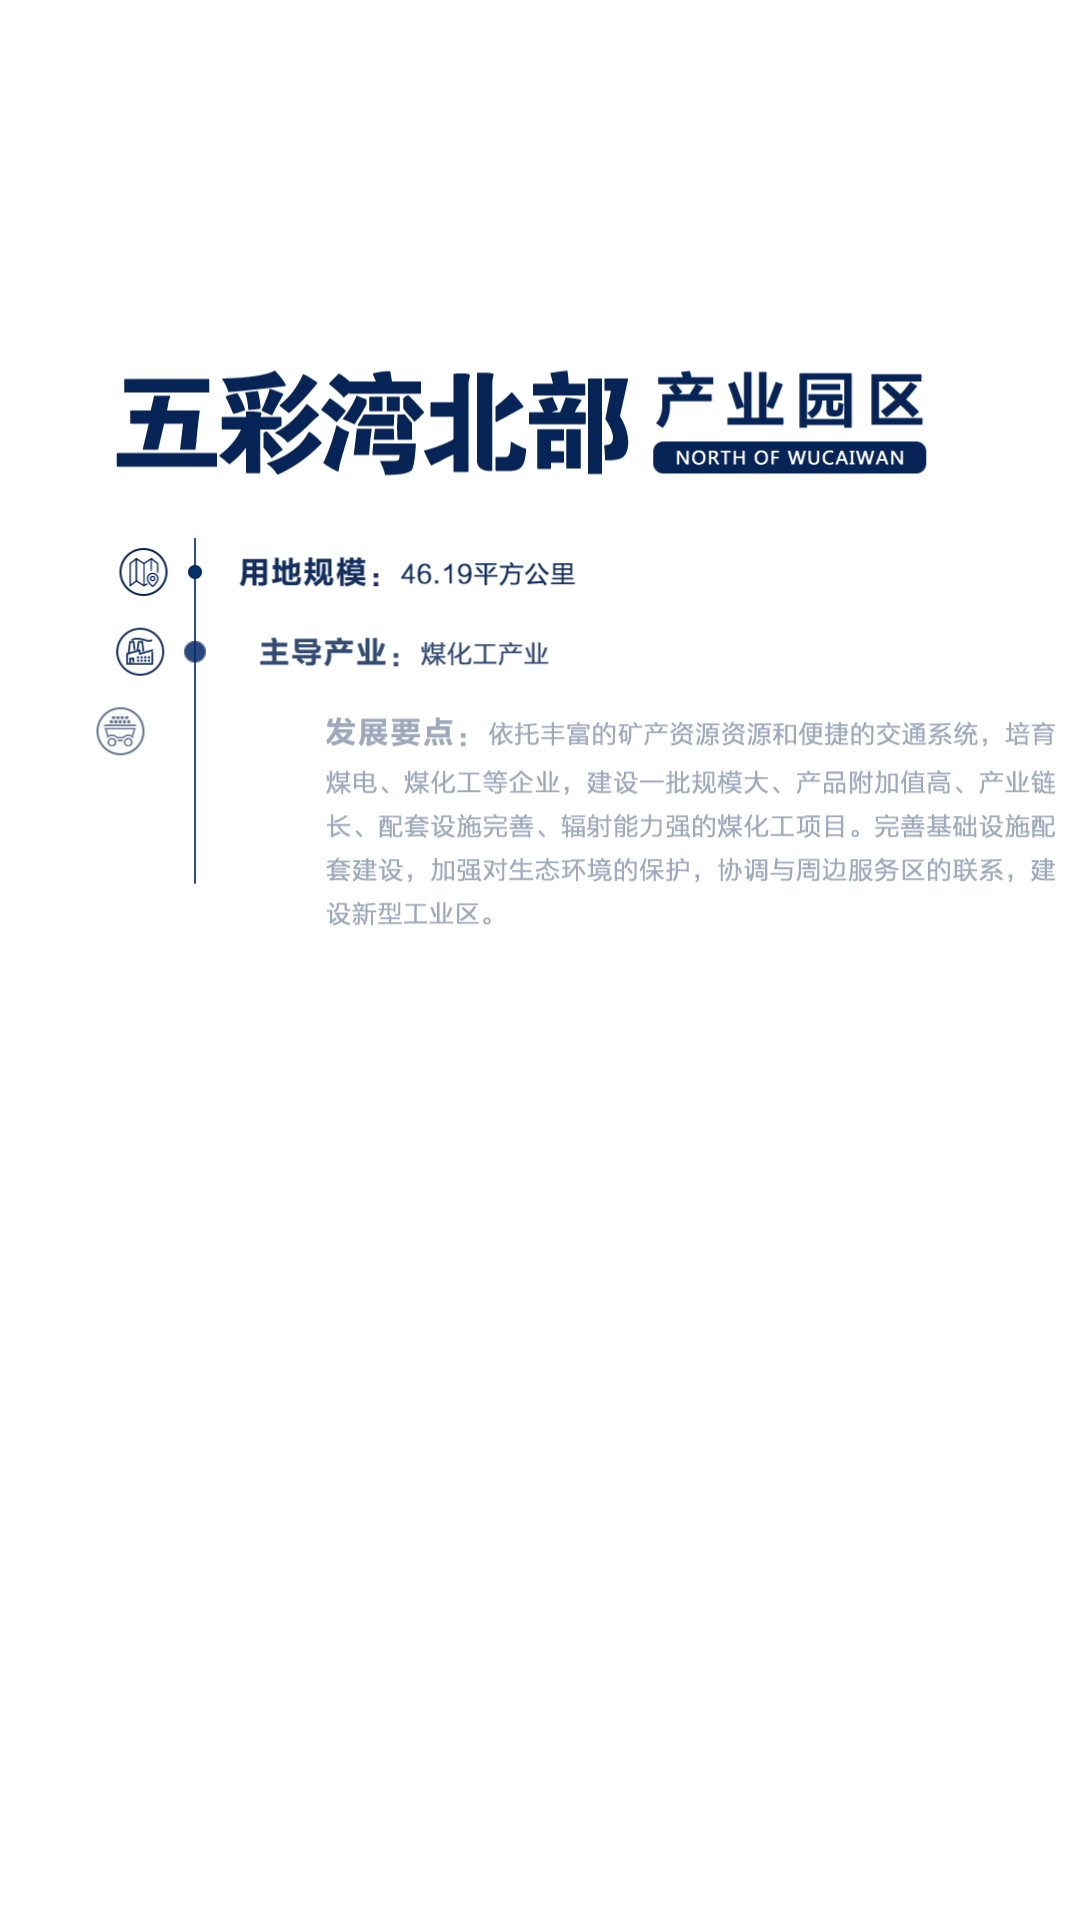 五彩湾北部 产业园区
NORTH OF WUCAIWAN
用地规模：46.19平方公里
主导产业：煤化工产业
发展要点：依托丰富的矿产资源资源和便捷的交通系统，培育
煤电、煤化工等企业，建设一批规模大、产品附加值高、产业链
长、配套设施完善、辐射能力强的煤化工项目。完善基础设施配
套建设，加强对生态环境的保护，协调与周边服务区的联系，建
设新型工业区。